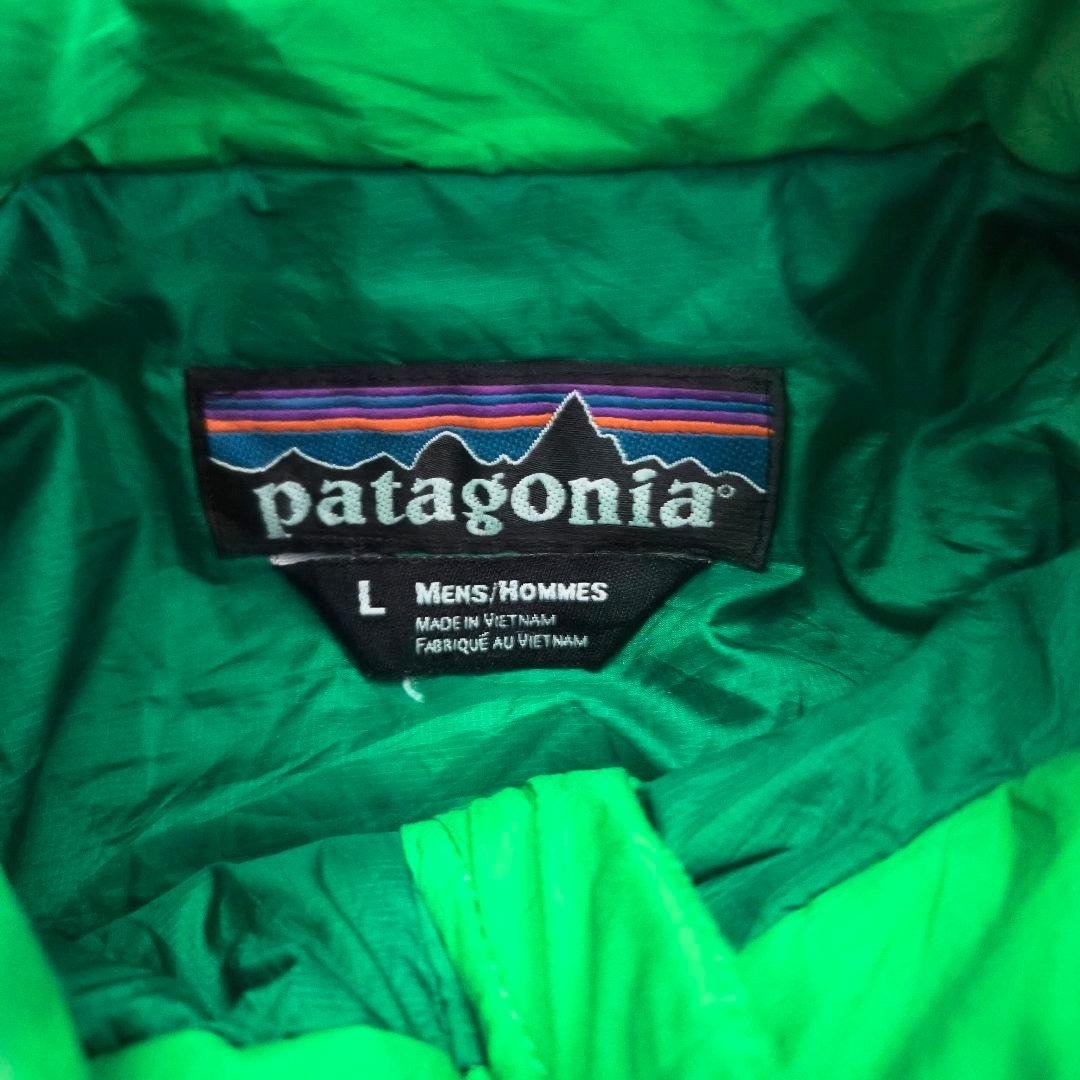 patagonia®
L MENS/HOMMES
MADE IN VIETNAM
FABRIQUÉ AU VIETNAM